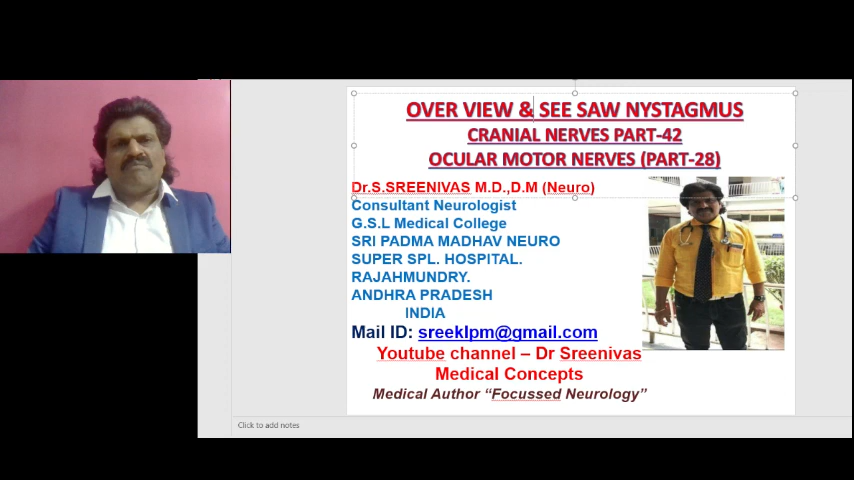 OVER VIEW & SEE SAW NYSTAGMUS
CRANIAL NERVES PART-42
OCULAR MOTOR NERVES (PART-28)
Dr.S.SREENIVAS M.D.,D.M (Neuro)
Consultant Neurologist
G.S.L Medical College
SRI PADMA MADHAV NEURO
SUPER SPL. HOSPITAL.
RAJAHMUNDRY.
ANDHRA PRADESH
INDIA
Mail ID: sreeklpm@gmail.com
Youtube channel – Dr Sreenivas
Medical Concepts
Medical Author “Focussed Neurology”
Click to add notes